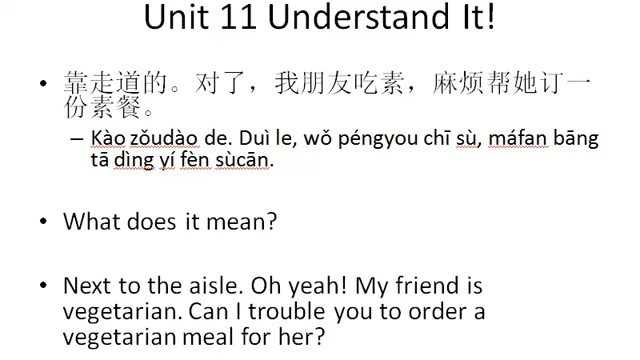 Unit 11 Understand It!
• 靠走道的。对了，我朋友吃素，麻烦帮她订一
份素餐。
– Kào zǒudào de. Duì le, wǒ péngyou chī sù, máfan bāng
tā dìng yí fèn sùcān.
• What does it mean?
• Next to the aisle. Oh yeah! My friend is
vegetarian. Can I trouble you to order a
vegetarian meal for her?